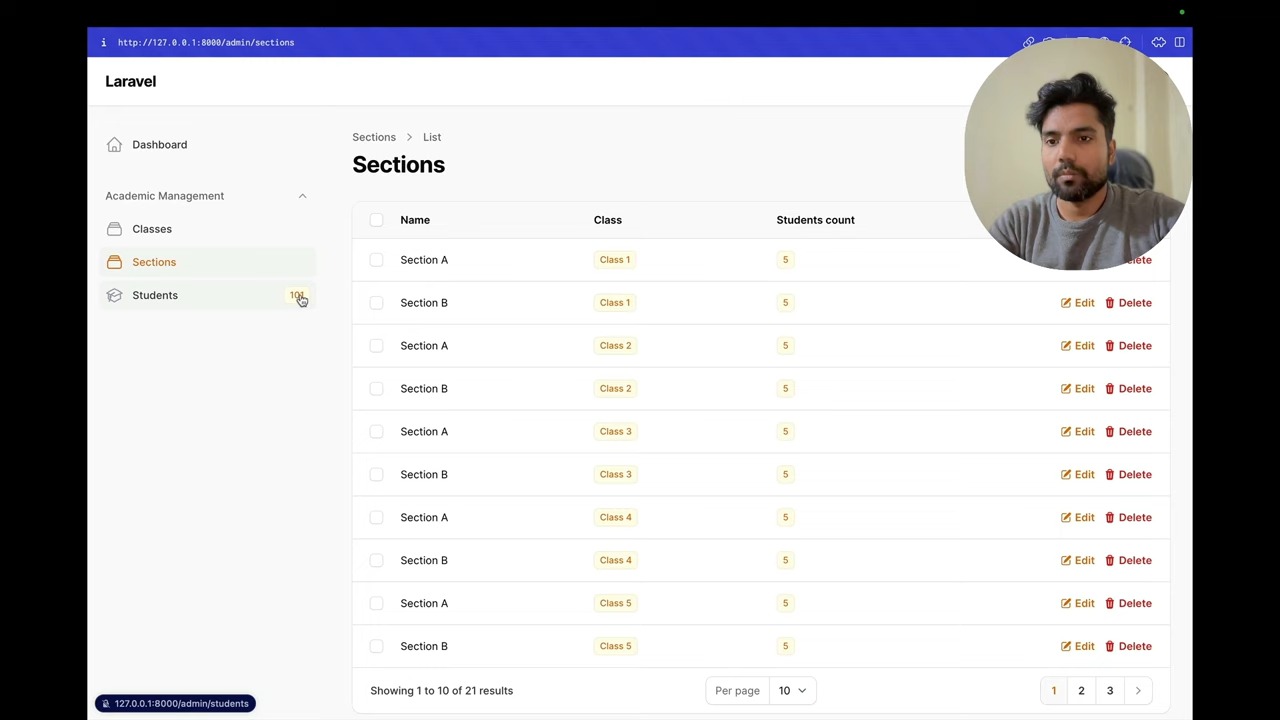 http://127.0.0.1:8000/admin/sections
Laravel
Dashboard
Academic Management
Classes
Sections
Students
Sections > List
Sections
Name Class Students count
Section A Class 1 5
Section B Class 1 5 Edit Delete
Section A Class 2 5 Edit Delete
Section B Class 2 5 Edit Delete
Section A Class 3 5 Edit Delete
Section B Class 3 5 Edit Delete
Section A Class 4 5 Edit Delete
Section B Class 4 5 Edit Delete
Section A Class 5 5 Edit Delete
Section B Class 5 5 Edit Delete
Showing 1 to 10 of 21 results Per page 10 1 2 3
127.0.0.1:8000/admin/students